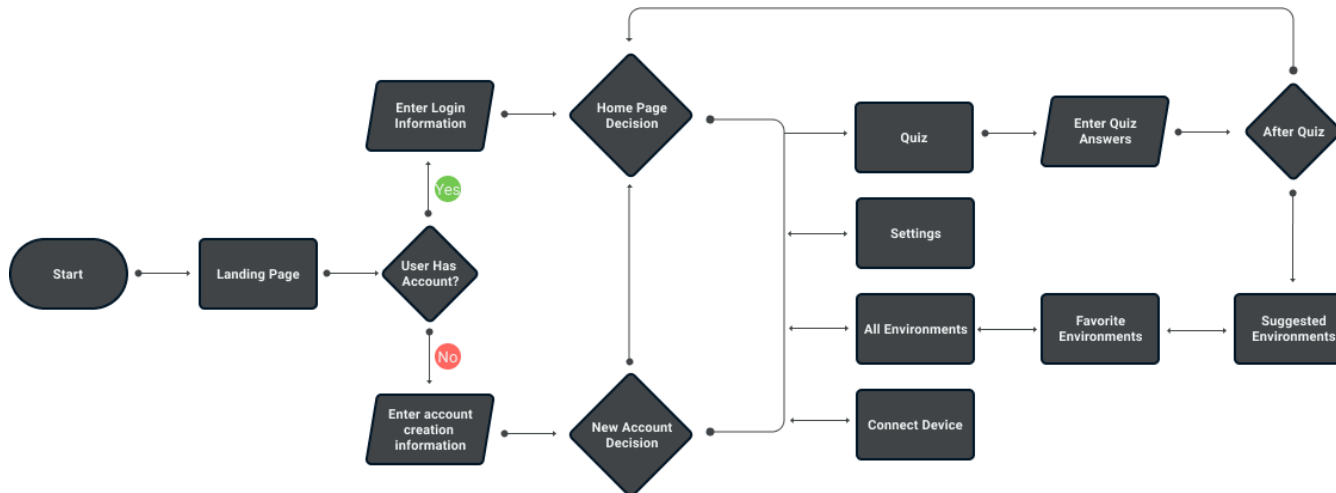 Start
Landing Page
User Has
Account?
Yes
Enter Login
Information
No
Enter account
creation
information
Home Page
Decision
New Account
Decision
Quiz
Enter Quiz
Answers
After Quiz
Settings
All Environments
Favorite
Environments
Suggested
Environments
Connect Device